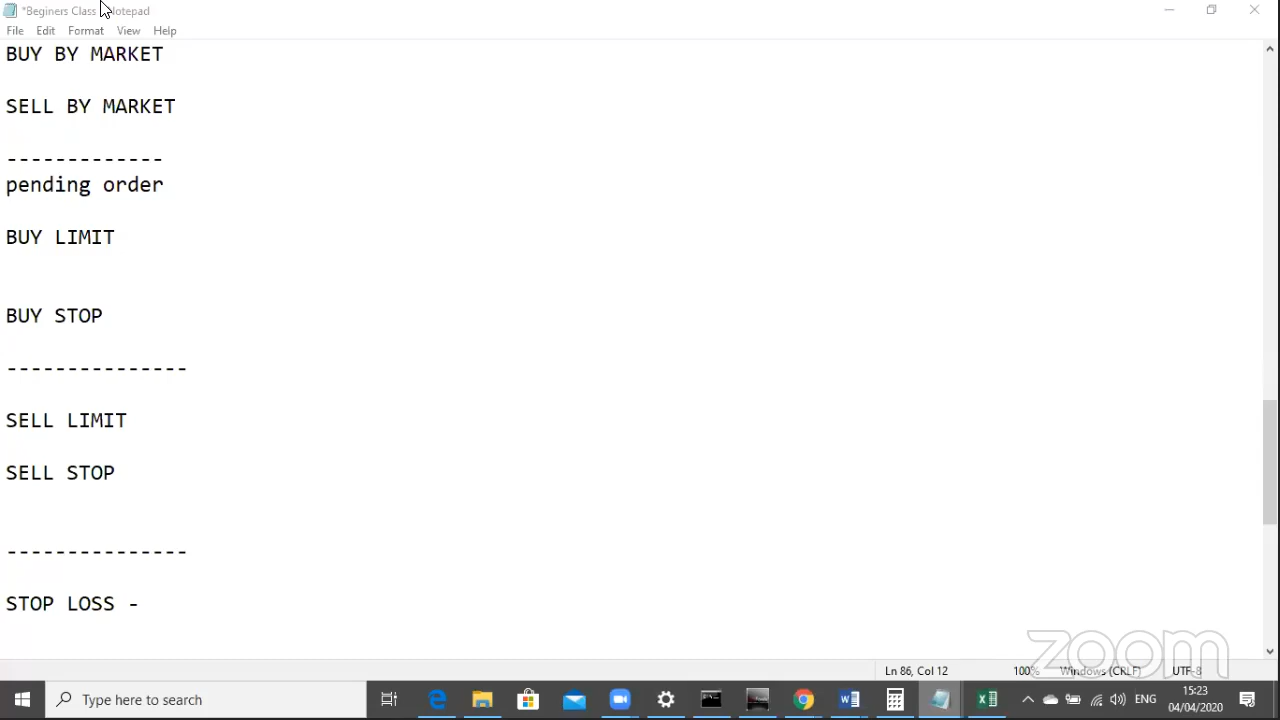 *Beginers Class - Notepad
File Edit Format View Help
BUY BY MARKET
SELL BY MARKET
-------------
pending order
BUY LIMIT
BUY STOP
---------------
SELL LIMIT
SELL STOP
---------------
STOP LOSS -
zoom
Ln 86, Col 12 100% Windows (CRLF) UTF-8
Type here to search
ENG
15:23
04/04/2020